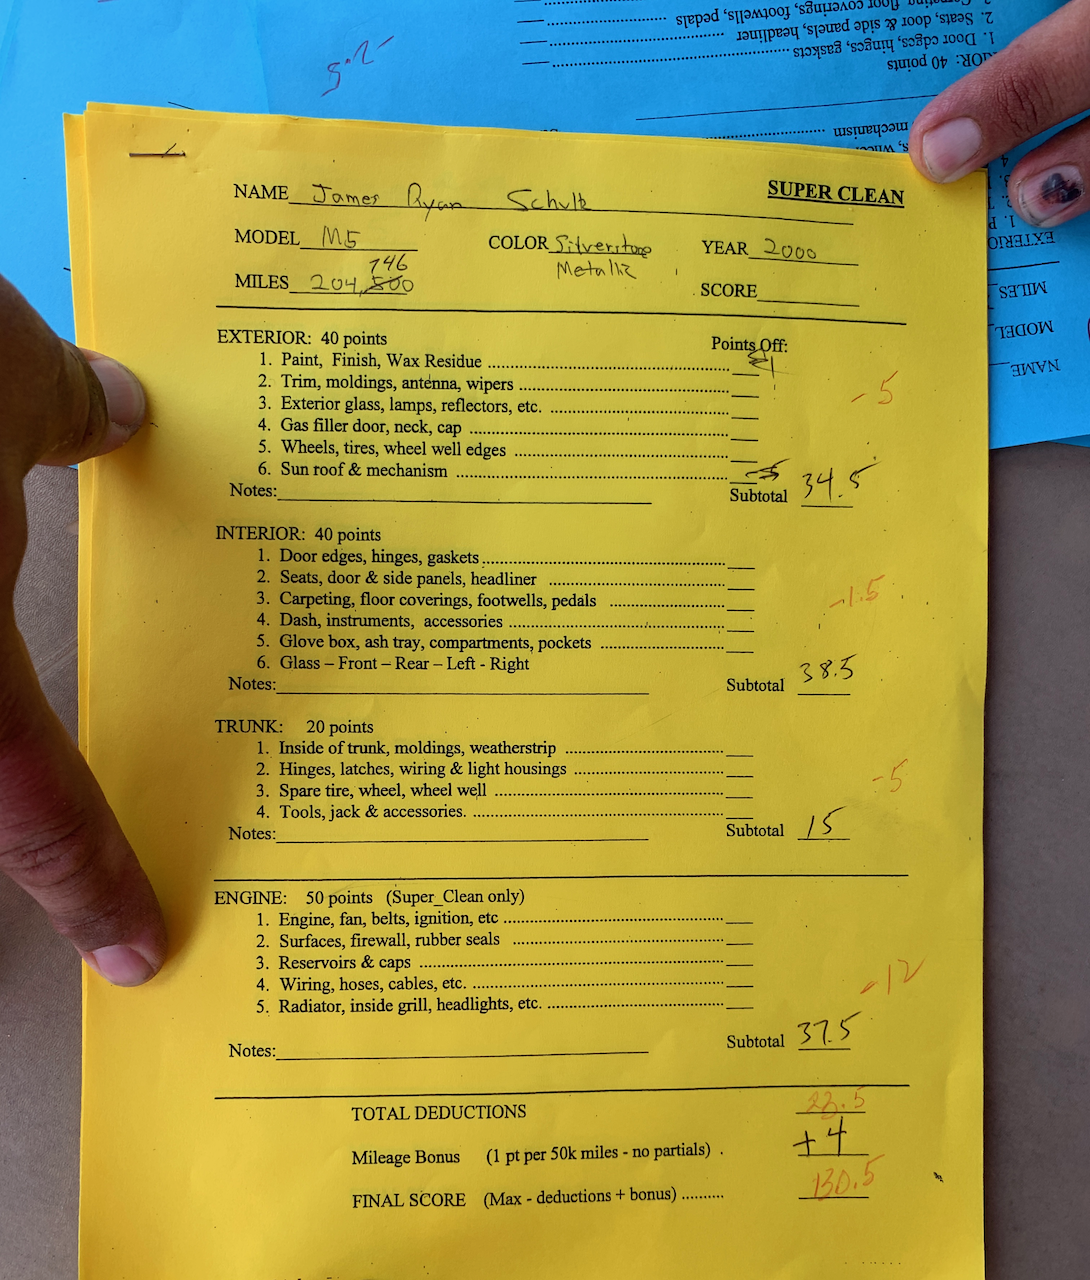 NAME James Ryan Schultz
SUPER CLEAN
MODEL M5
COLOR Silverstone Metallic
YEAR 2000
MILES 204,500 746
SCORE
EXTERIOR: 40 points
Points Off:
1. Paint, Finish, Wax Residue
2. Trim, moldings, antenna, wipers
3. Exterior glass, lamps, reflectors, etc.
4. Gas filler door, neck, cap
5. Wheels, tires, wheel well edges
6. Sun roof & mechanism
-5
Notes:
Subtotal 34.5
INTERIOR: 40 points
1. Door edges, hinges, gaskets
2. Seats, door & side panels, headliner
3. Carpeting, floor coverings, footwells, pedals
4. Dash, instruments, accessories
5. Glove box, ash tray, compartments, pockets
6. Glass – Front – Rear – Left - Right
-1.5
Notes:
Subtotal 38.5
TRUNK: 20 points
1. Inside of trunk, moldings, weatherstrip
2. Hinges, latches, wiring & light housings
3. Spare tire, wheel, wheel well
4. Tools, jack & accessories.
-5
Notes:
Subtotal 15
ENGINE: 50 points (Super Clean only)
1. Engine, fan, belts, ignition, etc
2. Surfaces, firewall, rubber seals
3. Reservoirs & caps
4. Wiring, hoses, cables, etc.
5. Radiator, inside grill, headlights, etc.
-12
Notes:
Subtotal 37.5
TOTAL DEDUCTIONS 23.5
Mileage Bonus (1 pt per 50k miles - no partials) . +4
FINAL SCORE (Max - deductions + bonus) 130.5
NAME
MODEL
MILES
EXTERIO
mechanism
40 points
1. Door edges, hinges, gaskets
2. Seats, door & side panels, headliner
floor coverings, footwells, pedals